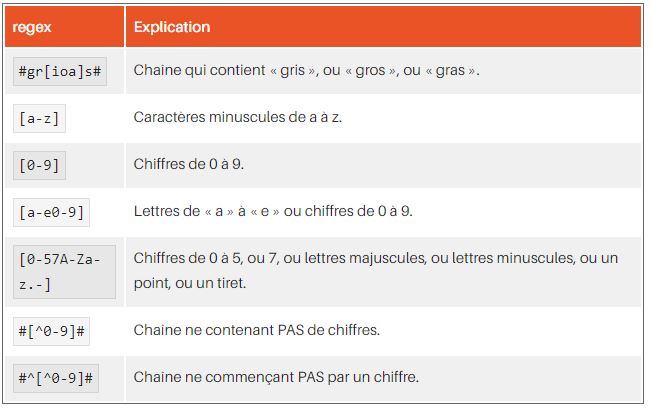 regex Explication
#gr[ioa]s# Chaine qui contient « gris », ou « gros », ou « gras ».
[a-z] Caractères minuscules de a à z.
[0-9] Chiffres de 0 à 9.
[a-e0-9] Lettres de « a » à « e » ou chiffres de 0 à 9.
[0-57A-Za- Chiffres de 0 à 5, ou 7, ou lettres majuscules, ou lettres minuscules, ou un
z.-] point, ou un tiret.
#[^0-9]# Chaine ne contenant PAS de chiffres.
#^[^0-9]# Chaine ne commençant PAS par un chiffre.